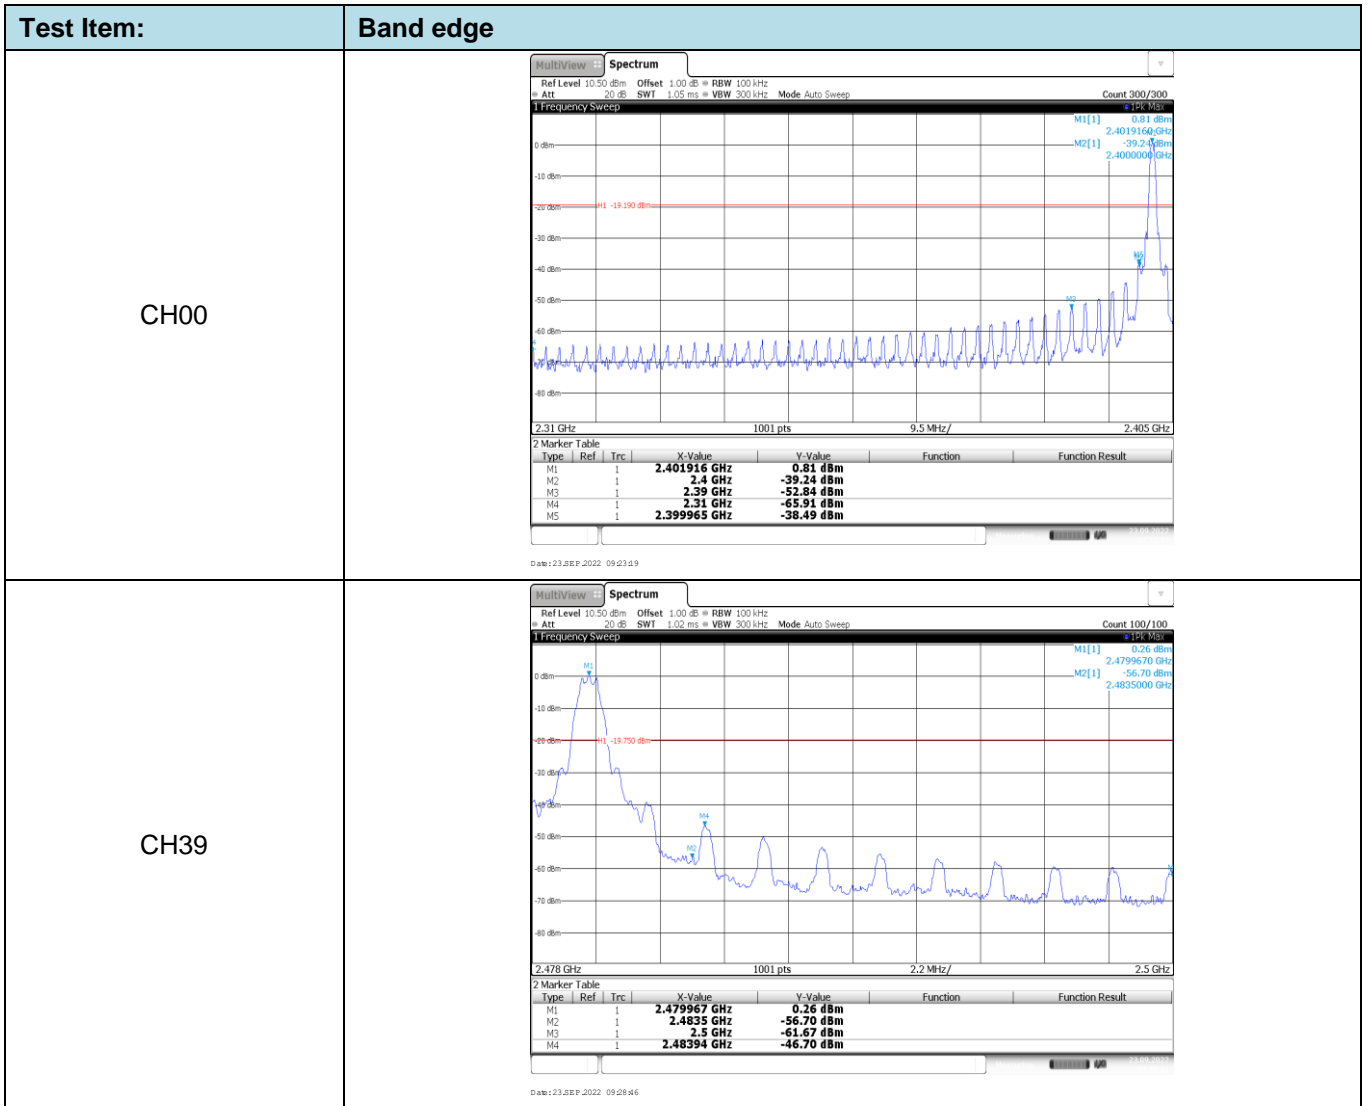 Test Item: Band edge
CH00
MultiView Spectrum
Ref Level 10.50 dBm Offset 1.00 dB RBW 100 kHz
Att 20 dB SWT 1.05 ms VBW 300 kHz Mode Auto Sweep Count 300/300
1 Frequency Sweep 1Pk Max
M1[1] 0.81 dBm
2.4019160 GHz
M2[1] -39.24 dBm
2.4000000 GHz
0 dBm
-10 dBm
-20 dBm H1 -19.190 dBm
-30 dBm
M5
-40 dBm
-50 dBm
M3
-60 dBm
-70 dBm
-80 dBm
2.31 GHz 1001 pts 9.5 MHz/ 2.405 GHz
2 Marker Table
Type Ref Trc X-Value Y-Value Function Function Result
M1 1 2.401916 GHz 0.81 dBm
M2 1 2.4 GHz -39.24 dBm
M3 1 2.39 GHz -52.84 dBm
M4 1 2.31 GHz -65.91 dBm
M5 1 2.399965 GHz -38.49 dBm
23.09.2022
Date: 23.SEP.2022 09:23:19
CH39
MultiView Spectrum
Ref Level 10.50 dBm Offset 1.00 dB RBW 100 kHz
Att 20 dB SWT 1.02 ms VBW 300 kHz Mode Auto Sweep Count 100/100
1 Frequency Sweep 1Pk Max
M1[1] 0.26 dBm
2.4799670 GHz
M2[1] -56.70 dBm
2.4835000 GHz
M1
0 dBm
-10 dBm
-20 dBm H1 -19.750 dBm
-30 dBm
-40 dBm
M4
-50 dBm
M2
-60 dBm
-70 dBm
-80 dBm
2.478 GHz 1001 pts 2.2 MHz/ 2.5 GHz
2 Marker Table
Type Ref Trc X-Value Y-Value Function Function Result
M1 1 2.479967 GHz 0.26 dBm
M2 1 2.4835 GHz -56.70 dBm
M3 1 2.5 GHz -61.67 dBm
M4 1 2.48394 GHz -46.70 dBm
23.09.2022
Date: 23.SEP.2022 09:28:46